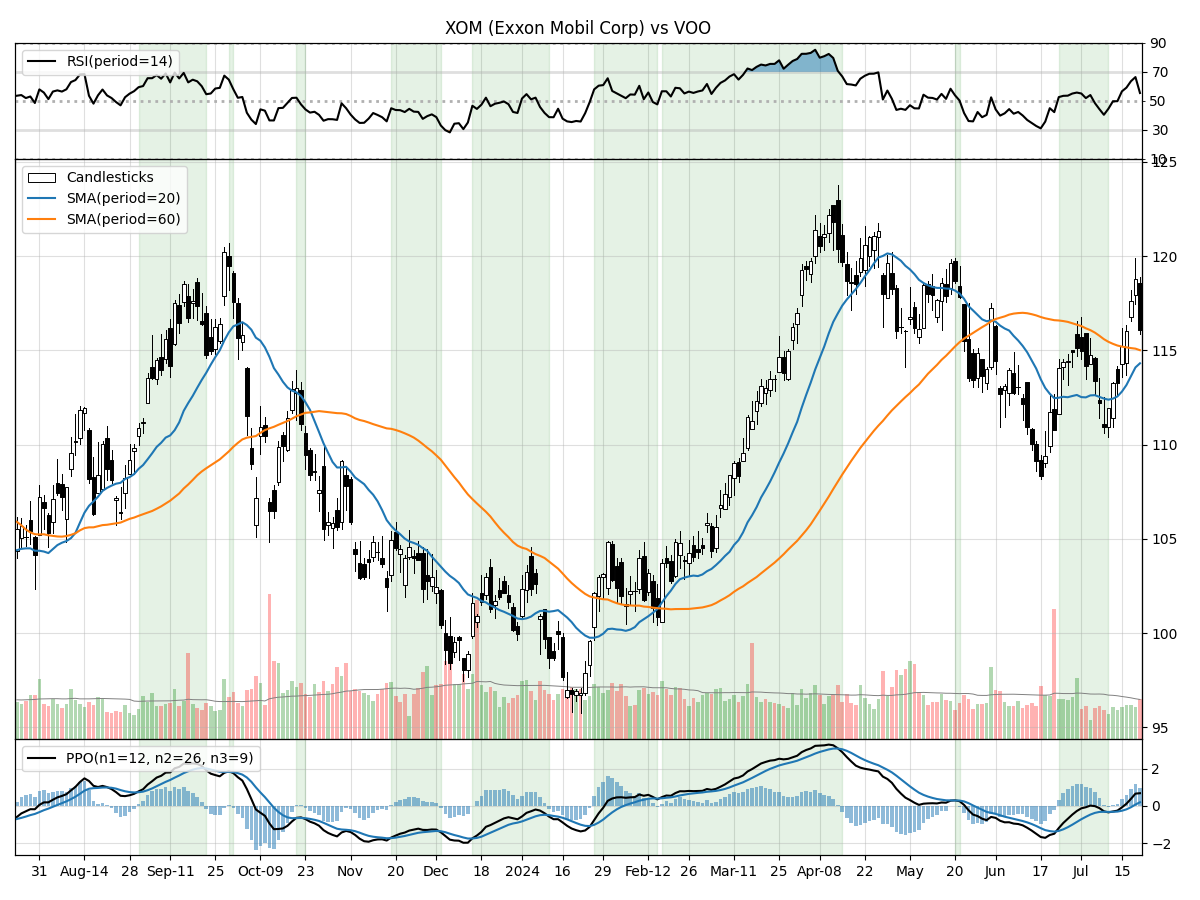 XOM (Exxon Mobil Corp) vs VOO
RSI(period=14)
90
70
50
30
10
Candlesticks
SMA(period=20)
SMA(period=60)
125
120
115
110
105
100
95
PPO(n1=12, n2=26, n3=9)
2
0
−2
31 Aug-14 28 Sep-11 25 Oct-09 23 Nov 20 Dec 18 2024 16 29 Feb-12 26 Mar-11 25 Apr-08 22 May 20 Jun 17 Jul 15